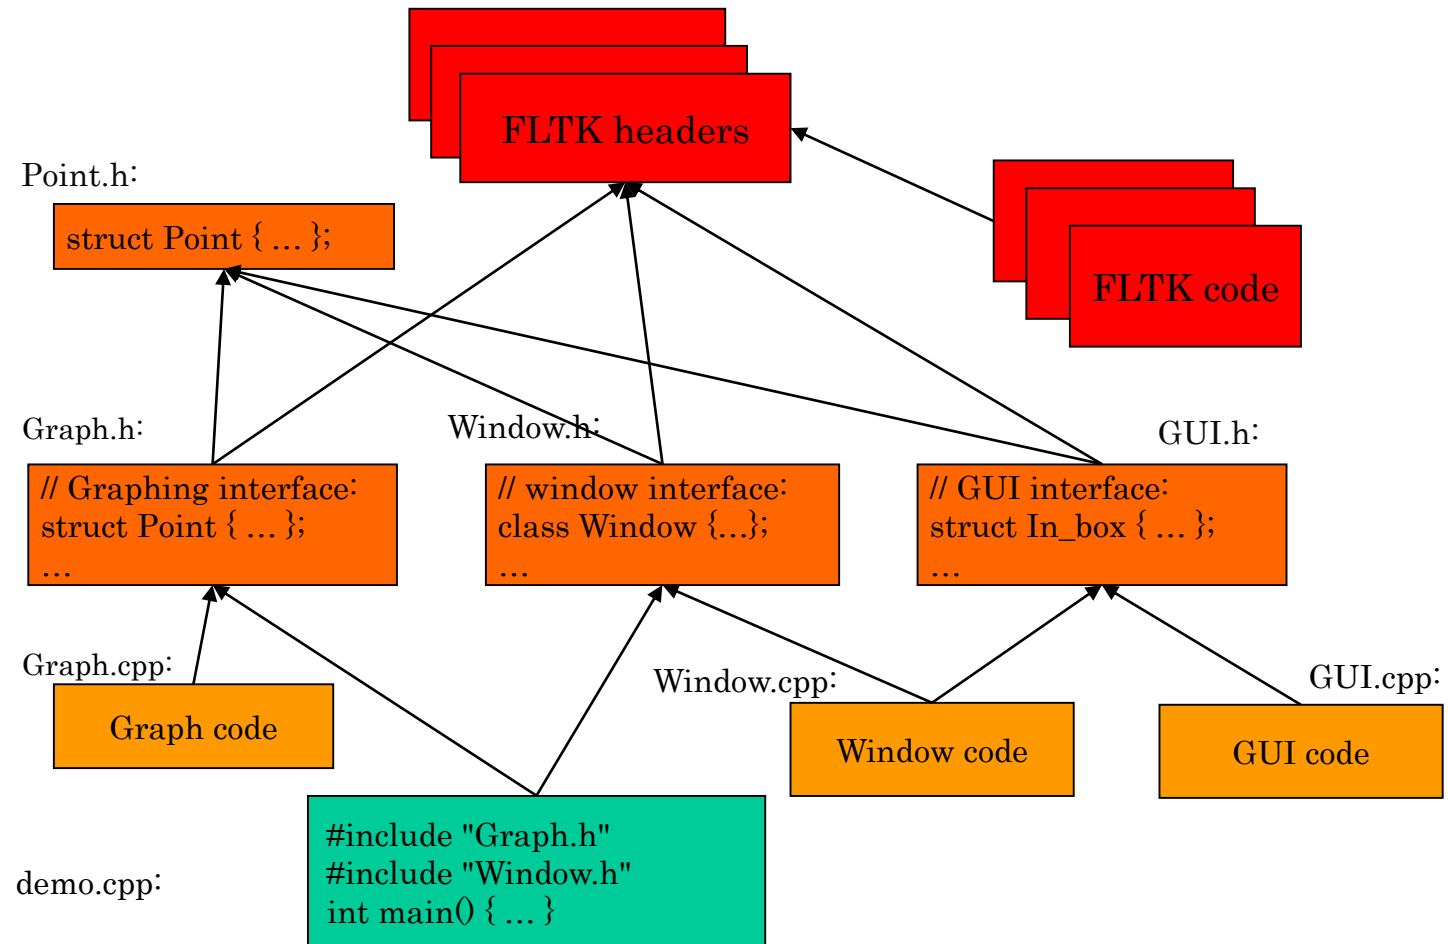 FLTK headers
Point.h:
struct Point { … };
FLTK code
Graph.h:
Window.h:
GUI.h:
// Graphing interface:
struct Point { … };
…
// window interface:
class Window {…};
…
// GUI interface:
struct In_box { … };
…
Graph.cpp:
Graph code
Window.cpp:
Window code
GUI.cpp:
GUI code
demo.cpp:
#include "Graph.h"
#include "Window.h"
int main() { … }